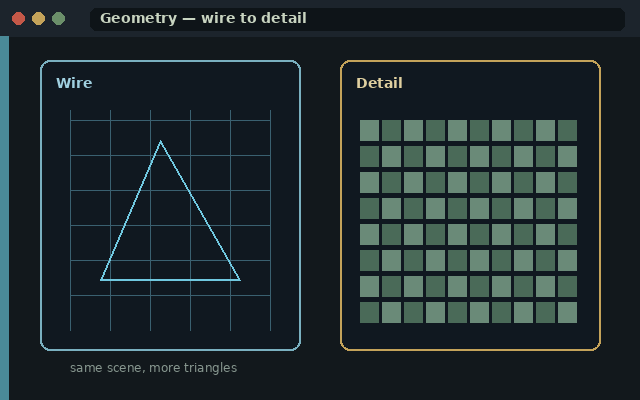 Geometry — wire to detail
Wire
Detail
same scene, more triangles